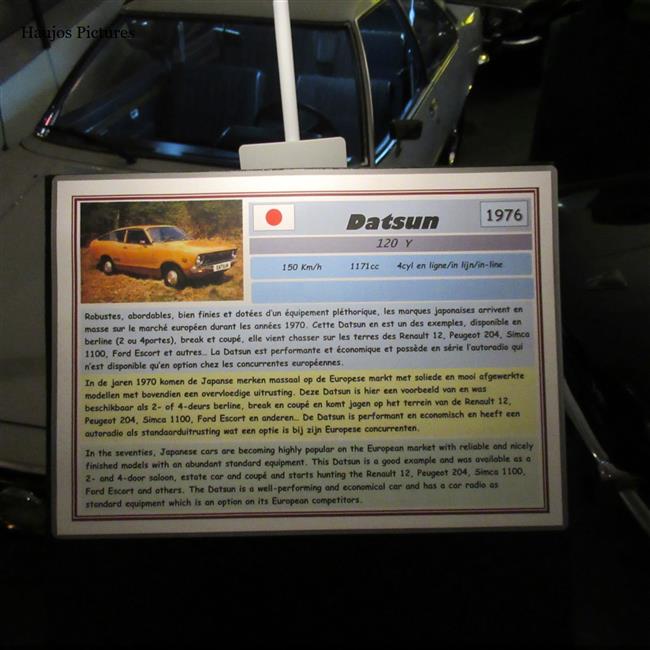 Haujos Pictures
Datsun
1976
120 Y
150 Km/h 1171cc 4cyl en ligne/in lijn/in-line
DATSUN
Robustes, abordables, bien finies et dotées d'un équipement pléthorique, les marques japonaises arrivent en
masse sur le marché européen durant les années 1970. Cette Datsun en est un des exemples, disponible en
berline (2 ou 4portes), break et coupé, elle vient chasser sur les terres des Renault 12, Peugeot 204, Simca
1100, Ford Escort et autres... La Datsun est performante et économique et possède en série l'autoradio qui
n'est disponible qu'en option chez les concurrentes européennes.
In de jaren 1970 komen de Japanse merken massaal op de Europese markt met soliede en mooi afgewerkte
modellen met bovendien een overvloedige uitrusting. Deze Datsun is hier een voorbeeld van en was
beschikbaar als 2- of 4-deurs berline, break en coupé en komt jagen op het terrein van de Renault 12,
Peugeot 204, Simca 1100, Ford Escort en anderen... De Datsun is performant en economisch en heeft een
autoradio als standaarduitrusting wat een optie is bij zijn Europese concurrenten.
In the seventies, Japanese cars are becoming highly popular on the European market with reliable and nicely
finished models with an abundant standard equipment. This Datsun is a good example and was available as a
2- and 4-door saloon, estate car and coupé and starts hunting the Renault 12, Peugeot 204, Simca 1100,
Ford Escort and others. The Datsun is a well-performing and economical car and has a car radio as
standard equipment which is an option on its European competitors.